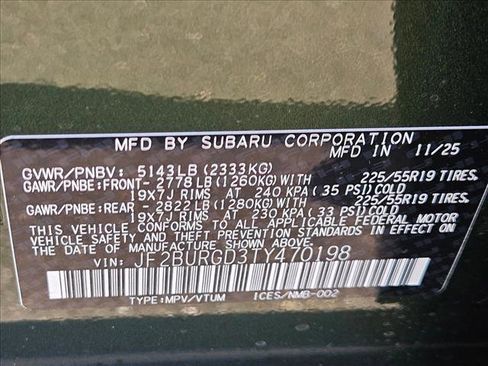 MFD BY SUBARU CORPORATION
MFD IN 11/25
GVWR/PNBV: 5143LB (2333KG)
GAWR/PNBE:FRONT- 2778LB (1260KG) WITH 225/55R19 TIRES
19X7J RIMS AT 240 KPA (35 PSI) COLD
GAWR/PNBE:REAR -2822LB (1280KG) WITH 225/55R19 TIRES
19X7J RIMS AT 230 KPA (33 PSI) COLD
THIS VEHICLE CONFORMS TO ALL APPLICABLE FEDERAL MOTOR
VEHICLE SAFETY, BUMPER, AND THEFT PREVENTION STANDARDS IN EFFECT
ON THE DATE OF MANUFACTURE SHOWN ABOVE.
VIN: JF2BURGD3TY470198
TYPE:MPV/VTUM ICES/NMB-002